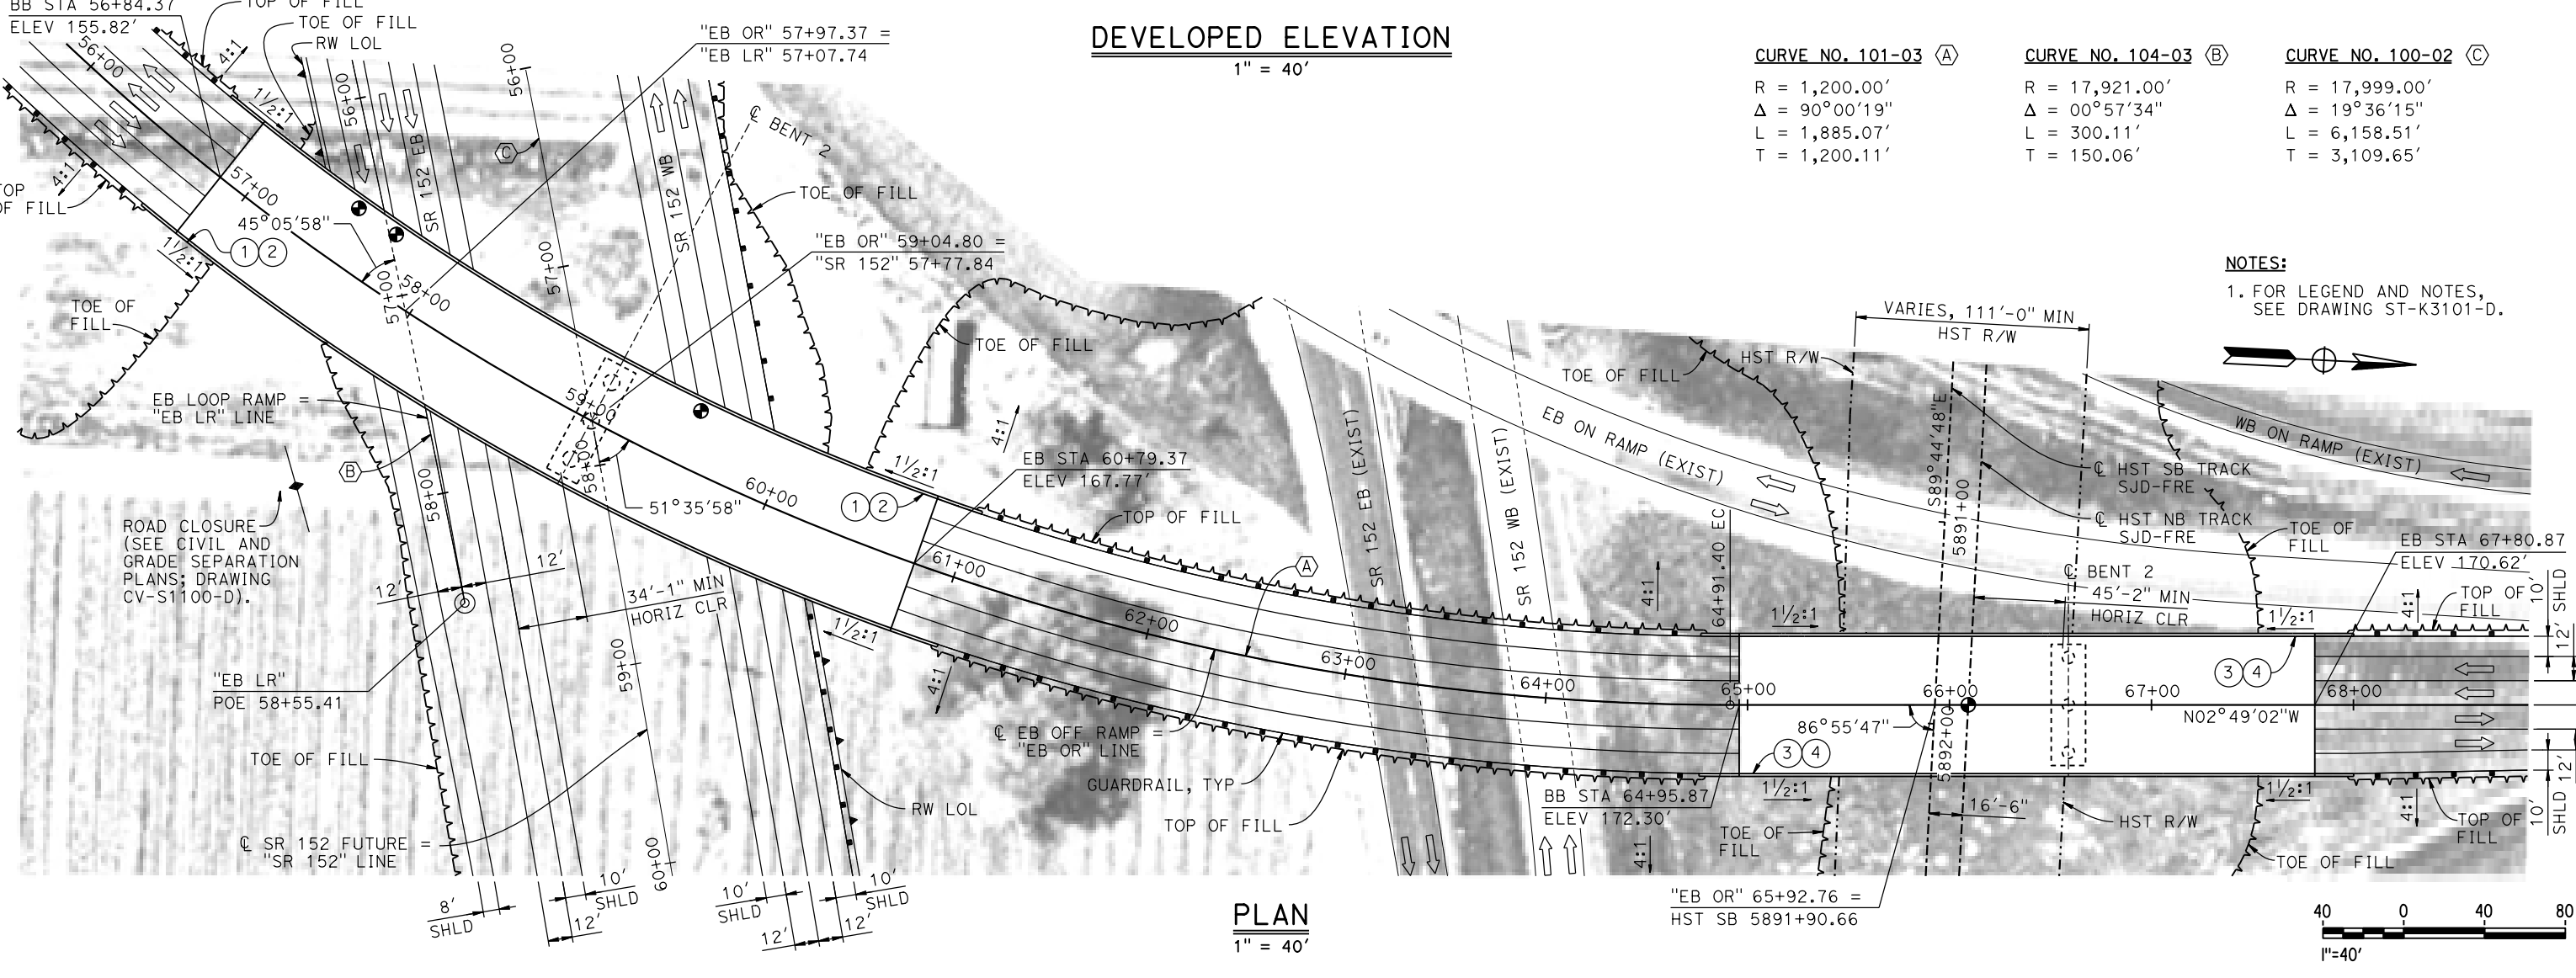 DEVELOPED ELEVATION
1" = 40'
CURVE NO. 101-03 A
R = 1,200.00'
Δ = 90°00'19"
L = 1,885.07'
T = 1,200.11'
CURVE NO. 104-03 B
R = 17,921.00'
Δ = 00°57'34"
L = 300.11'
T = 150.06'
CURVE NO. 100-02 C
R = 17,999.00'
Δ = 19°36'15"
L = 6,158.51'
T = 3,109.65'
NOTES:
1. FOR LEGEND AND NOTES,
SEE DRAWING ST-K3101-D.
BB STA 56+84.37
ELEV 155.82'
TOP OF FILL
TOE OF FILL
RW LOL
4:1
1½:1
56+00
56+00
56+00
SR 152 EB
C
SR 152 WB
"EB OR" 57+97.37 =
"EB LR" 57+07.74
℄ BENT 2
TOE OF FILL
4:1
TOP
OF FILL
57+00
45°05'58"
1 2
1½:1
TOE OF
FILL
57+00
58+00
57+00
"EB OR" 59+04.80 =
"SR 152" 57+77.84
TOE OF FILL
EB LOOP RAMP =
"EB LR" LINE
B
59+00
58+00
58+00
51°35'58"
60+00
1 2
1½:1
4:1
EB STA 60+79.37
ELEV 167.77'
TOP OF FILL
ROAD CLOSURE
(SEE CIVIL AND
GRADE SEPARATION
PLANS; DRAWING
CV-S1100-D).
12'
12'
34'-1" MIN
HORIZ CLR
1½:1
4:1
61+00
A
62+00
63+00
64+00
"EB LR"
POE 58+55.41
59+00
TOE OF FILL
℄ SR 152 FUTURE =
"SR 152" LINE
60+00
RW LOL
8'
SHLD
12'
10'
SHLD
10'
SHLD
12'
12'
10'
SHLD
℄ EB OFF RAMP =
"EB OR" LINE
GUARDRAIL, TYP
TOP OF FILL
SR 152 EB (EXIST)
SR 152 WB (EXIST)
EB ON RAMP (EXIST)
TOE OF FILL
HST R/W
VARIES, 111'-0" MIN
HST R/W
S89°44'48"E
5891+00
℄ HST SB TRACK
SJD-FRE
℄ HST NB TRACK
SJD-FRE
WB ON RAMP (EXIST)
TOE OF
FILL
EB STA 67+80.87
ELEV 170.62'
64+91.40 EC
4:1
1½:1
℄ BENT 2
45'-2" MIN
HORIZ CLR
1½:1
4:1
TOP OF
FILL
10'
SHLD
12'
65+00
66+00
67+00
68+00
3 4
86°55'47"
5892+00
N02°49'02"W
3 4
BB STA 64+95.87
ELEV 172.30'
1½:1
4:1
TOE OF
FILL
16'-6"
HST R/W
1½:1
4:1
TOP OF
FILL
TOE OF FILL
12'
10'
SHLD
"EB OR" 65+92.76 =
HST SB 5891+90.66
PLAN
1" = 40'
40 0 40 80
1"=40'